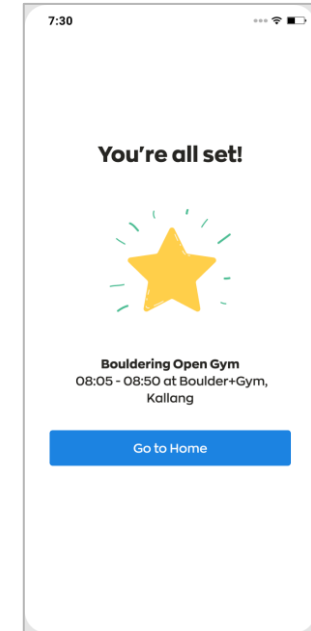 7:30
You're all set!
Bouldering Open Gym
08:05 - 08:50 at Boulder+Gym,
Kallang
Go to Home